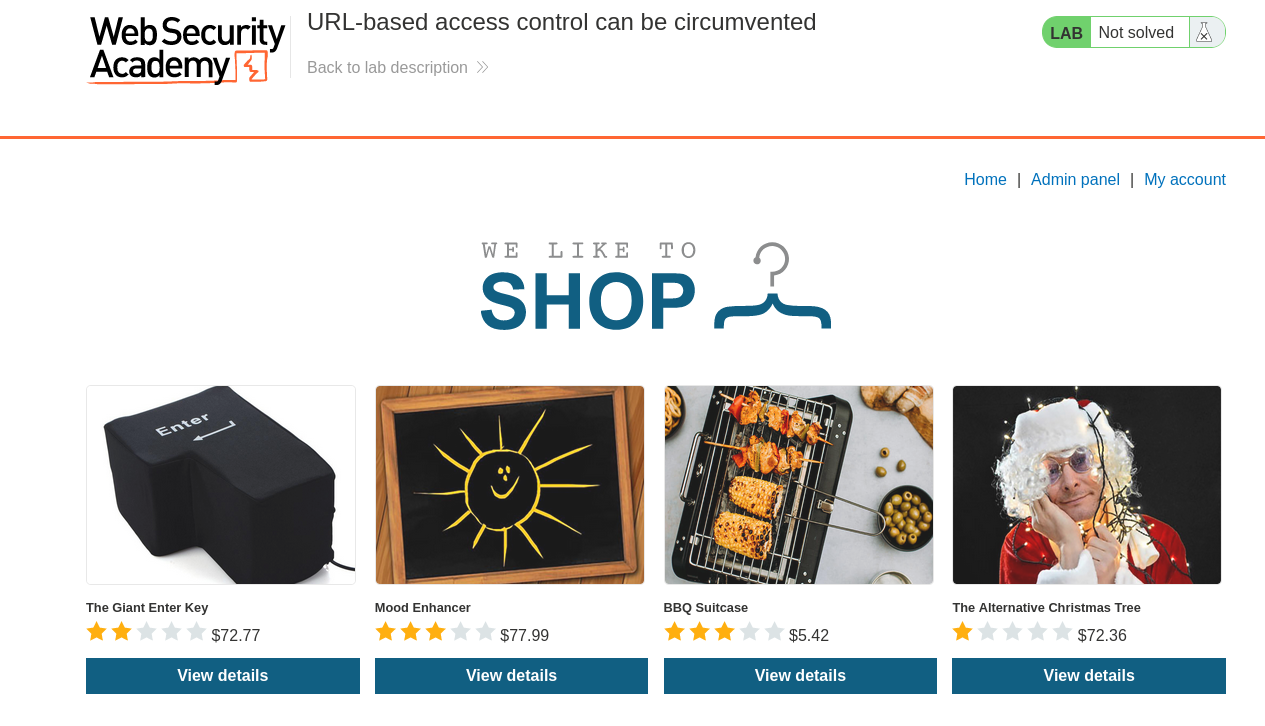 Web Security
Academy
URL-based access control can be circumvented
Back to lab description
LAB Not solved
Home | Admin panel | My account
WE LIKE TO
SHOP
Enter
The Giant Enter Key
$72.77
View details
Mood Enhancer
$77.99
View details
BBQ Suitcase
$5.42
View details
The Alternative Christmas Tree
$72.36
View details